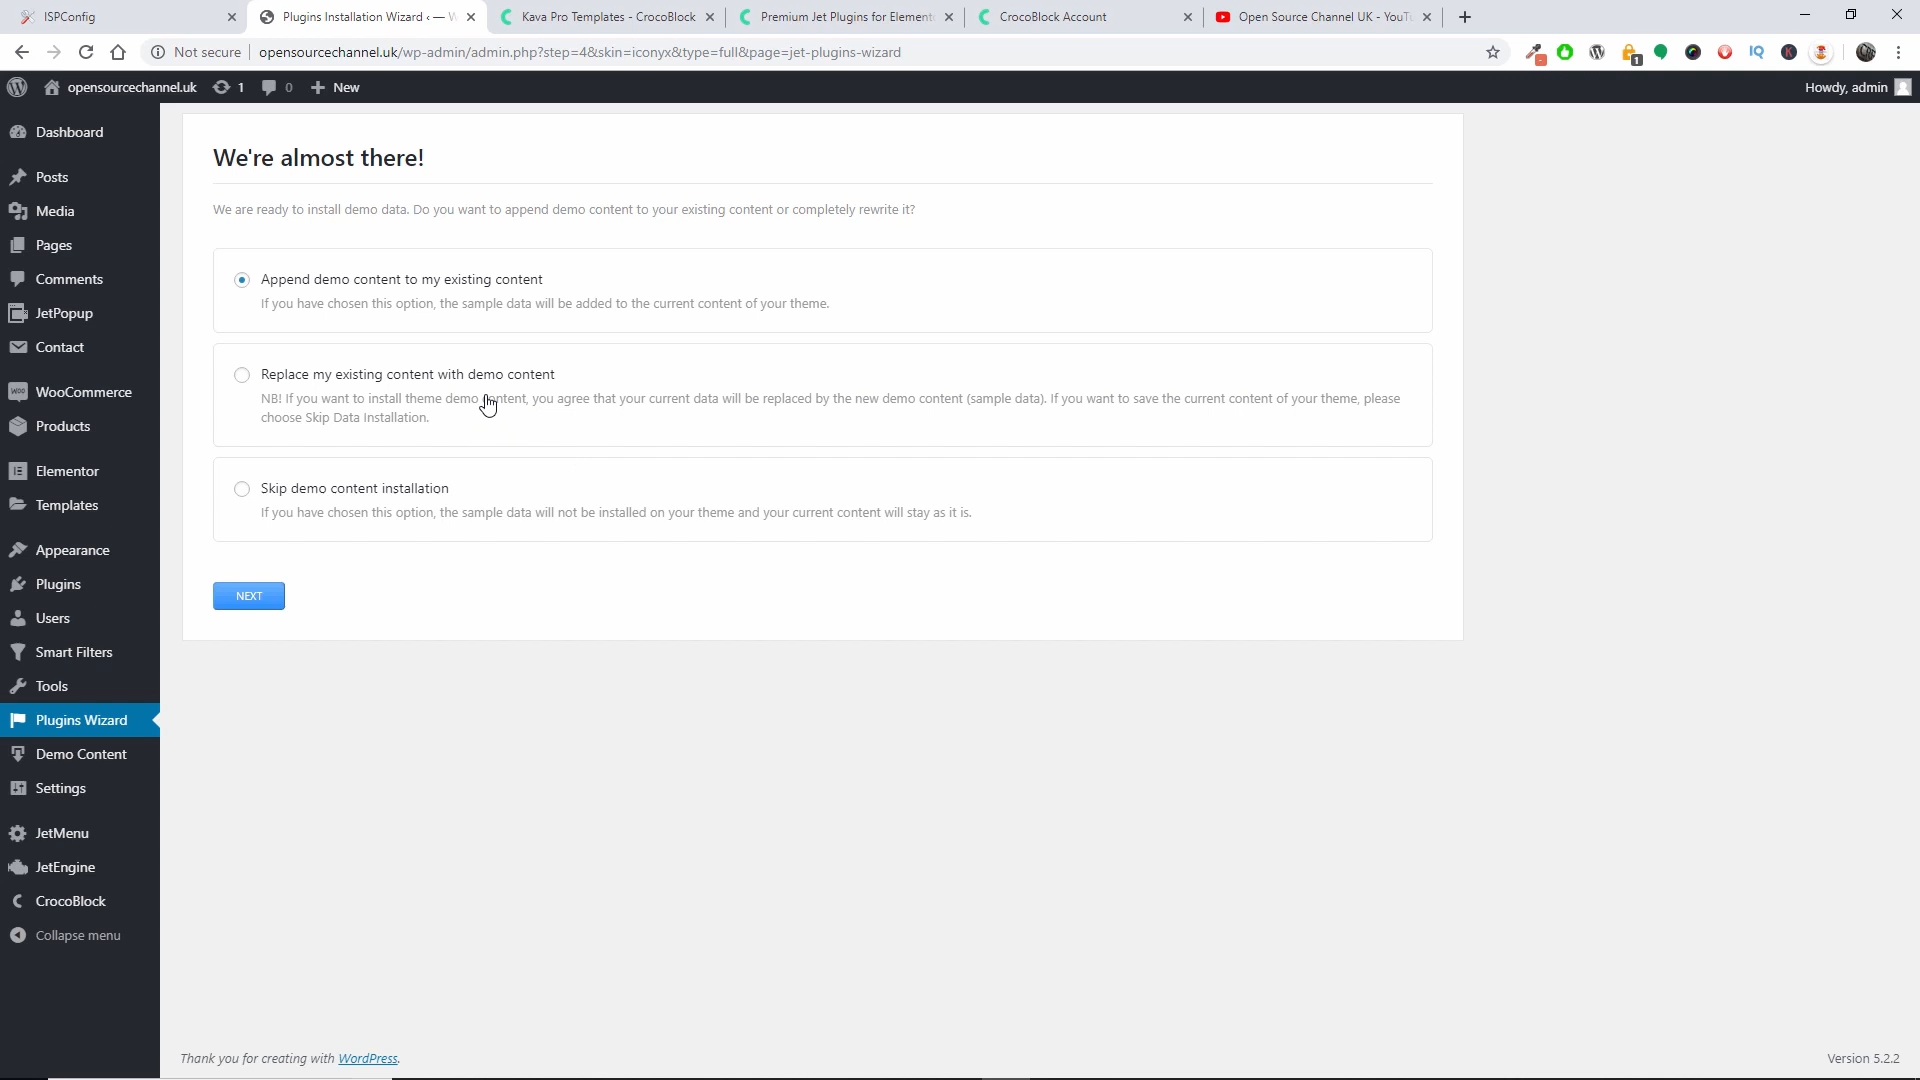 ISPConfig
Plugins Installation Wizard ‹ — W
Kava Pro Templates - CrocoBlock
Premium Jet Plugins for Element
CrocoBlock Account
Open Source Channel UK - YouTu
Not secure
opensourcechannel.uk/wp-admin/admin.php?step=4&skin=iconyx&type=full&page=jet-plugins-wizard
1
IQ
K
opensourcechannel.uk
1
0
New
Howdy, admin
Dashboard
Posts
Media
Pages
Comments
JetPopup
Contact
WooCommerce
Products
Elementor
Templates
Appearance
Plugins
Users
Smart Filters
Tools
Plugins Wizard
Demo Content
Settings
JetMenu
JetEngine
CrocoBlock
Collapse menu
We're almost there!
We are ready to install demo data. Do you want to append demo content to your existing content or completely rewrite it?
Append demo content to my existing content
If you have chosen this option, the sample data will be added to the current content of your theme.
Replace my existing content with demo content
NB! If you want to install theme demo content, you agree that your current data will be replaced by the new demo content (sample data). If you want to save the current content of your theme, please
choose Skip Data Installation.
Skip demo content installation
If you have chosen this option, the sample data will not be installed on your theme and your current content will stay as it is.
NEXT
Thank you for creating with WordPress.
Version 5.2.2